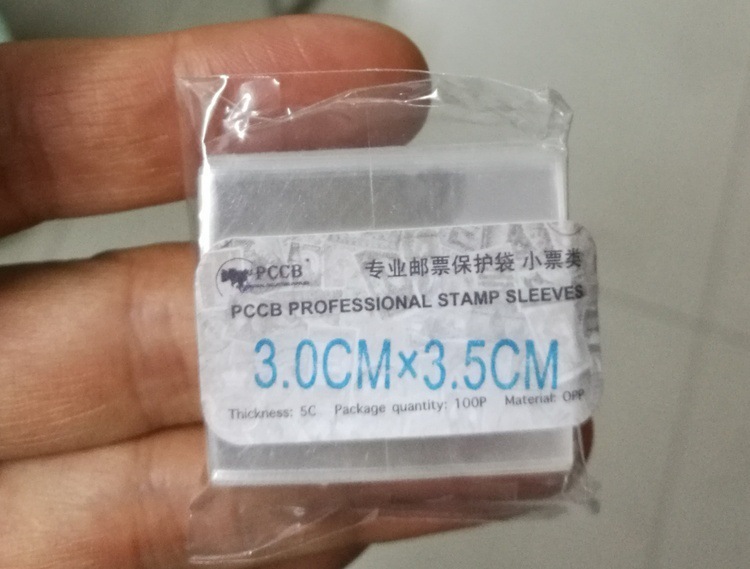 PCCB
专业邮票保护袋 小票类
PCCB PROFESSIONAL STAMP SLEEVES
3.0CM×3.5CM
Thickness: 5C Package quantity: 100P Material: OPP